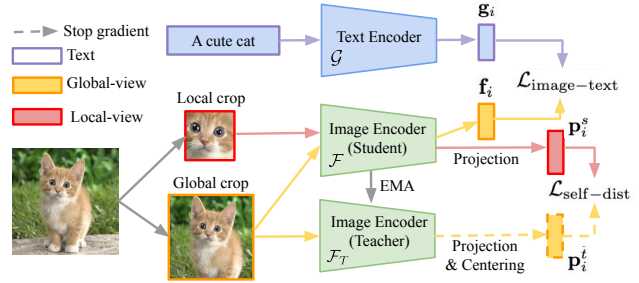 Stop gradient
Text
Global-view
Local-view
A cute cat
Text Encoder
𝒢
g_i
ℒ_image−text
f_i
Local crop
Global crop
Image Encoder
(Student)
ℱ
Projection
p_i^s
EMA
ℒ_self−dist
Image Encoder
(Teacher)
ℱ_T
Projection
& Centering
p_i^t